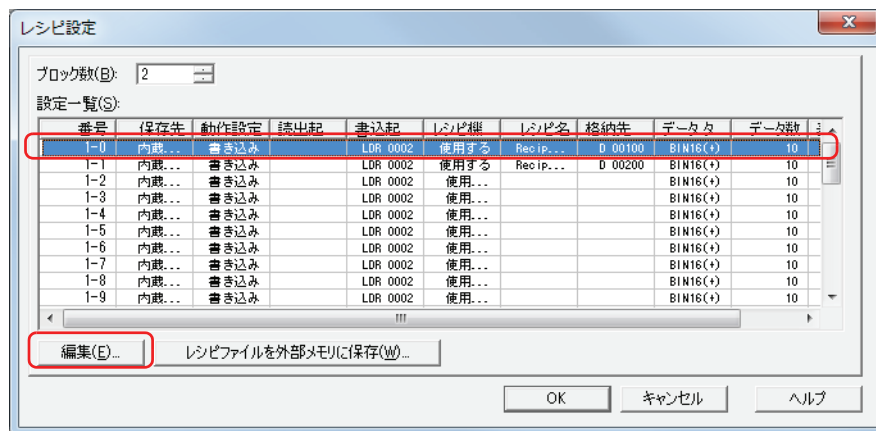 レシピ設定
ブロック数(B): 2
設定一覧(S):
番号 保存先 動作設定 読出起 書込起 レシピ機 レシピ名 格納先 データタ データ数
1-0 内蔵... 書き込み LDR 0002 使用する Recip... D 00100 BIN16(+) 10
1-1 内蔵... 書き込み LDR 0002 使用する Recip... D 00200 BIN16(+) 10
1-2 内蔵... 書き込み LDR 0002 使用... BIN16(+) 10
1-3 内蔵... 書き込み LDR 0002 使用... BIN16(+) 10
1-4 内蔵... 書き込み LDR 0002 使用... BIN16(+) 10
1-5 内蔵... 書き込み LDR 0002 使用... BIN16(+) 10
1-6 内蔵... 書き込み LDR 0002 使用... BIN16(+) 10
1-7 内蔵... 書き込み LDR 0002 使用... BIN16(+) 10
1-8 内蔵... 書き込み LDR 0002 使用... BIN16(+) 10
1-9 内蔵... 書き込み LDR 0002 使用... BIN16(+) 10
編集(E)... レシピファイルを外部メモリに保存(W)...
OK キャンセル ヘルプ